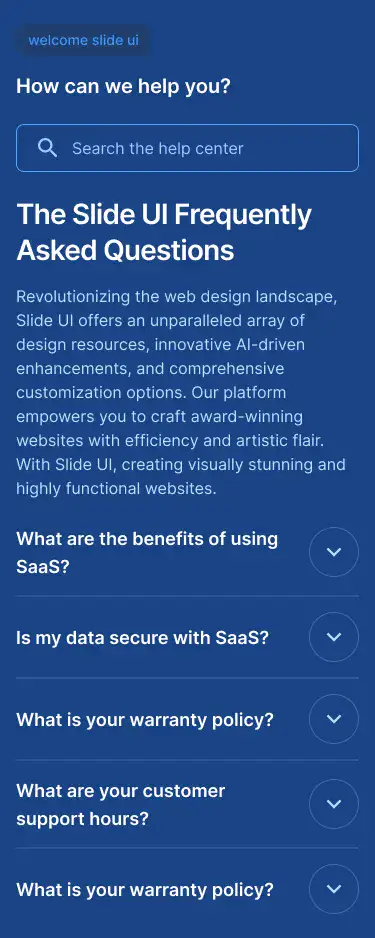 welcome slide ui
How can we help you?
Search the help center
The Slide UI Frequently
Asked Questions
Revolutionizing the web design landscape,
Slide UI offers an unparalleled array of
design resources, innovative AI-driven
enhancements, and comprehensive
customization options. Our platform
empowers you to craft award-winning
websites with efficiency and artistic flair.
With Slide UI, creating visually stunning and
highly functional websites.
What are the benefits of using
SaaS?
Is my data secure with SaaS?
What is your warranty policy?
What are your customer
support hours?
What is your warranty policy?